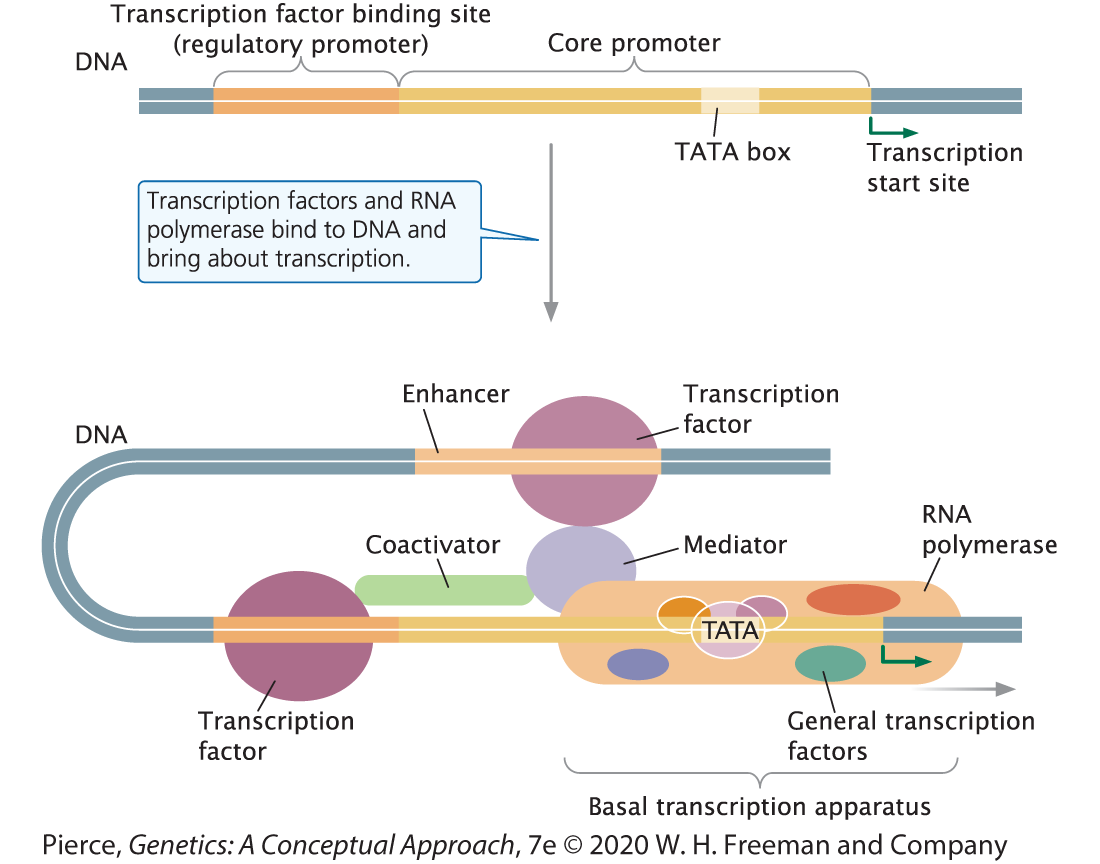 Transcription factor binding site
(regulatory promoter)
Core promoter
DNA
TATA box
Transcription
start site
Transcription factors and RNA
polymerase bind to DNA and
bring about transcription.
Enhancer
Transcription
factor
DNA
RNA
polymerase
Coactivator
Mediator
TATA
Transcription
factor
General transcription
factors
Basal transcription apparatus
Pierce, Genetics: A Conceptual Approach, 7e © 2020 W. H. Freeman and Company